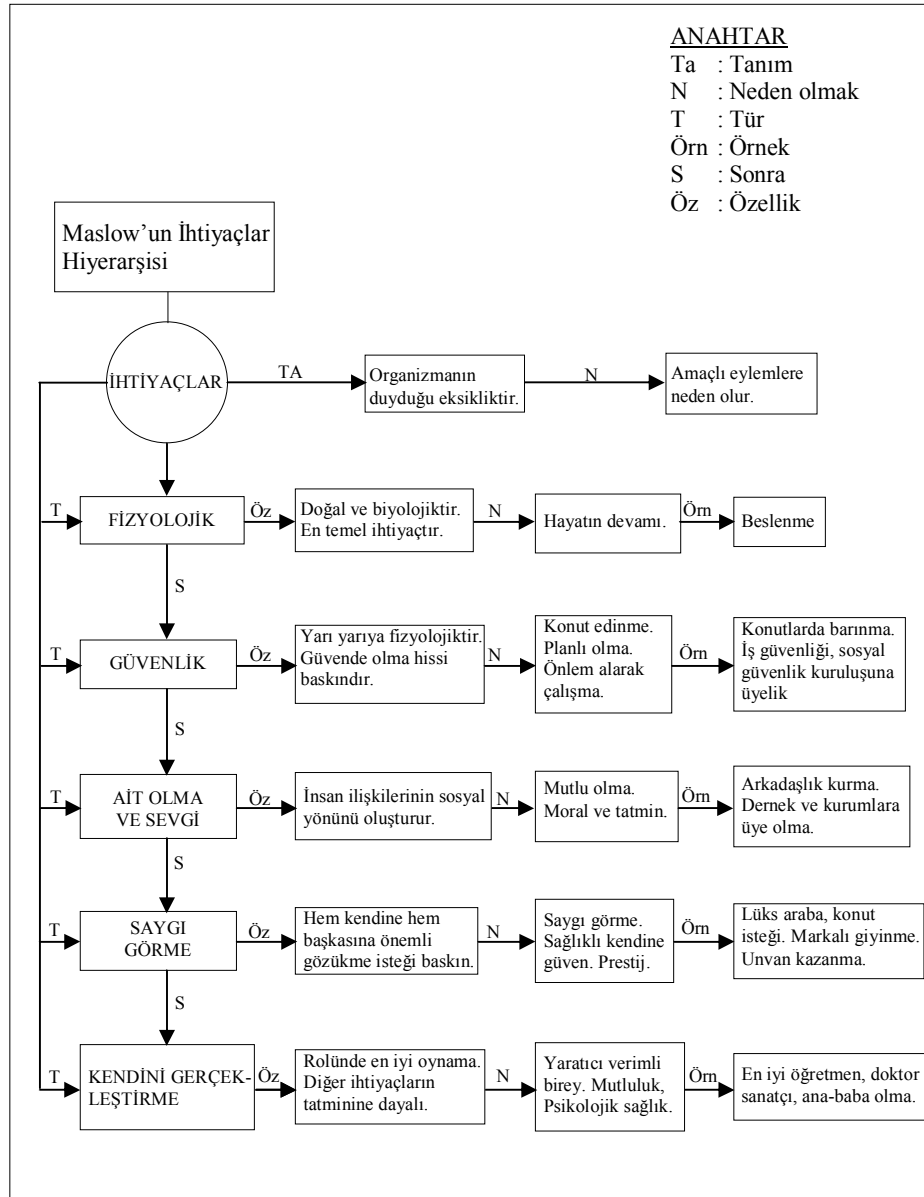 ANAHTAR
Ta : Tanım
N : Neden olmak
T : Tür
Örn : Örnek
S : Sonra
Öz : Özellik
Maslow’un İhtiyaçlar
Hiyerarşisi
İHTİYAÇLAR
TA
Organizmanın
duyduğu eksikliktir.
N
Amaçlı eylemlere
neden olur.
T
FİZYOLOJİK
Öz
Doğal ve biyolojiktir.
En temel ihtiyaçtır.
N
Hayatın devamı.
Örn
Beslenme
S
T
GÜVENLİK
Öz
Yarı yarıya fizyolojiktir.
Güvende olma hissi
baskındır.
N
Konut edinme.
Planlı olma.
Önlem alarak
çalışma.
Örn
Konutlarda barınma.
İş güvenliği, sosyal
güvenlik kuruluşuna
üyelik
S
T
AİT OLMA
VE SEVGİ
Öz
İnsan ilişkilerinin sosyal
yönünü oluşturur.
N
Mutlu olma.
Moral ve tatmin.
Örn
Arkadaşlık kurma.
Dernek ve kurumlara
üye olma.
S
T
SAYGI
GÖRME
Öz
Hem kendine hem
başkasına önemli
gözükme isteği baskın.
N
Saygı görme.
Sağlıklı kendine
güven. Prestij.
Örn
Lüks araba, konut
isteği. Markalı giyinme.
Unvan kazanma.
S
T
KENDİNİ GERÇEK-
LEŞTİRME
Öz
Rolünde en iyi oynama.
Diğer ihtiyaçların
tatminine dayalı.
N
Yaratıcı verimli
birey. Mutluluk,
Psikolojik sağlık.
Örn
En iyi öğretmen, doktor
sanatçı, ana-baba olma.